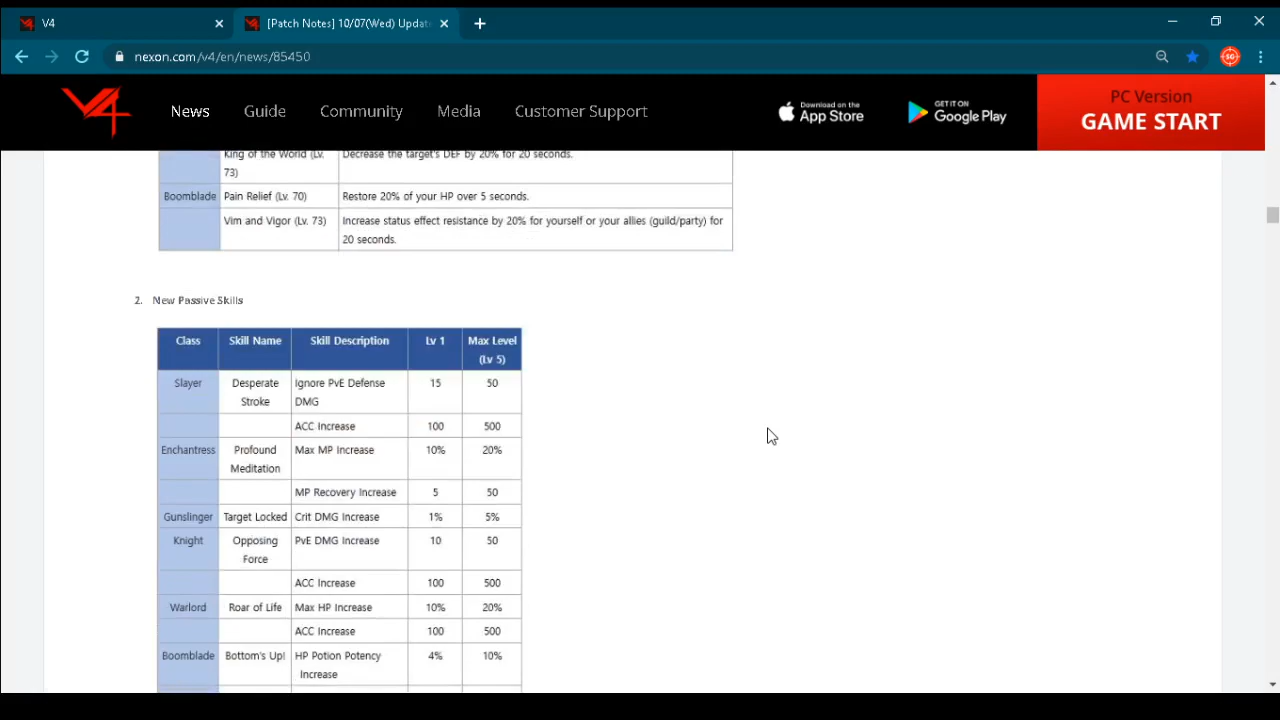 V4
[Patch Notes] 10/07(Wed) Updat
nexon.com/v4/en/news/85450
V4
News
Guide
Community
Media
Customer Support
Download on the
App Store
GET IT ON
Google Play
PC Version
GAME START
King of the World (Lv.
73)
Decrease the target's DEF by 20% for 20 seconds.
Boomblade
Pain Relief (Lv. 70)
Restore 20% of your HP over 5 seconds.
Vim and Vigor (Lv. 73)
Increase status effect resistance by 20% for yourself or your allies (guild/party) for
20 seconds.
2. New Passive Skills
Class
Skill Name
Skill Description
Lv 1
Max Level
(Lv 5)
Slayer
Desperate
Stroke
Ignore PvE Defense
DMG
15
50
ACC Increase
100
500
Enchantress
Profound
Meditation
Max MP Increase
10%
20%
MP Recovery Increase
5
50
Gunslinger
Target Locked
Crit DMG Increase
1%
5%
Knight
Opposing
Force
PvE DMG Increase
10
50
ACC Increase
100
500
Warlord
Roar of Life
Max HP Increase
10%
20%
ACC Increase
100
500
Boomblade
Bottom's Up!
HP Potion Potency
Increase
4%
10%